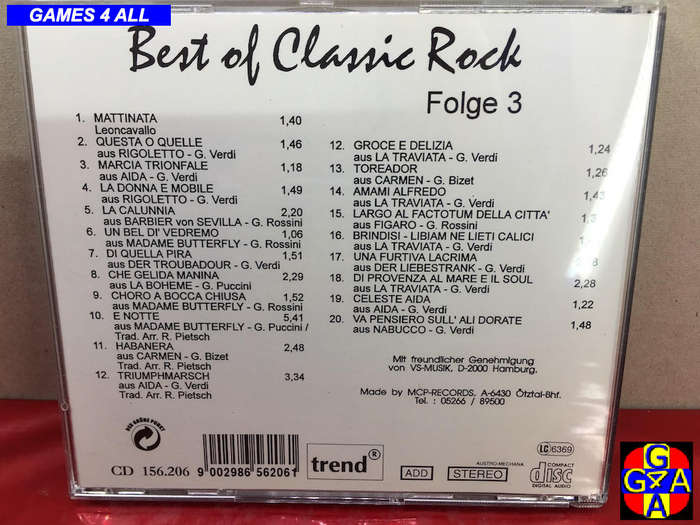 GAMES 4 ALL
Best of Classic Rock
Folge 3
1. MATTINATA 1,40
Leoncavallo
2. QUESTA O QUELLE 1,46
aus RIGOLETTO - G. Verdi
3. MARCIA TRIONFALE 1,18
aus AIDA - G. Verdi
4. LA DONNA E MOBILE 1,49
aus RIGOLETTO - G. Verdi
5. LA CALUNNIA 2,20
aus BARBIER von SEVILLA - G. Rossini
6. UN BEL DI' VEDREMO 1,06
aus MADAME BUTTERFLY - G. Rossini
7. DI QUELLA PIRA 1,51
aus DER TROUBADOUR - G. Verdi
8. CHE GELIDA MANINA 2,29
aus LA BOHEME - G. Puccini
9. CHORO A BOCCA CHIUSA 1,52
aus MADAME BUTTERFLY - G. Rossini
10. E NOTTE 5,41
aus MADAME BUTTERFLY - G. Puccini /
Trad. Arr. R. Pietsch
11. HABANERA 2,48
aus CARMEN - G. Bizet
Trad. Arr. R. Pietsch
12. TRIUMPHMARSCH 3,34
aus AIDA - G. Verdi
Trad. Arr. R. Pietsch
12. GROCE E DELIZIA 1,24
aus LA TRAVIATA - G. Verdi
13. TOREADOR 1,26
aus CARMEN - G. Bizet
14. AMAMI ALFREDO 1,43
aus LA TRAVIATA - G. Verdi
15. LARGO AL FACTOTUM DELLA CITTA'
aus FIGARO - G. Rossini
16. BRINDISI - LIBIAM NE LIETI CALICI
aus LA TRAVIATA - G. Verdi
17. UNA FURTIVA LACRIMA
aus DER LIEBESTRANK - G. Verdi
18. DI PROVENZA AL MARE E IL SOUL 2,28
aus LA TRAVIATA - G. Verdi
19. CELESTE AIDA 1,22
aus AIDA - G. Verdi
20. VA PENSIERO SULL' ALI DORATE 1,48
aus NABUCCO - G. Verdi
Mit freundlicher Genehmigung
von VS-MUSIK, D-2000 Hamburg.
Made by MCP-RECORDS, A-6430 Ötztal-Bhf.
Tel. : 05266 / 89500
DER GRÜNE PUNKT
CD 156.206
9 002986 562061
trend®
ADD
STEREO
AUSTRO-MECHANA
LC 6369
COMPACT
disc
DIGITAL AUDIO
G
G A A
A